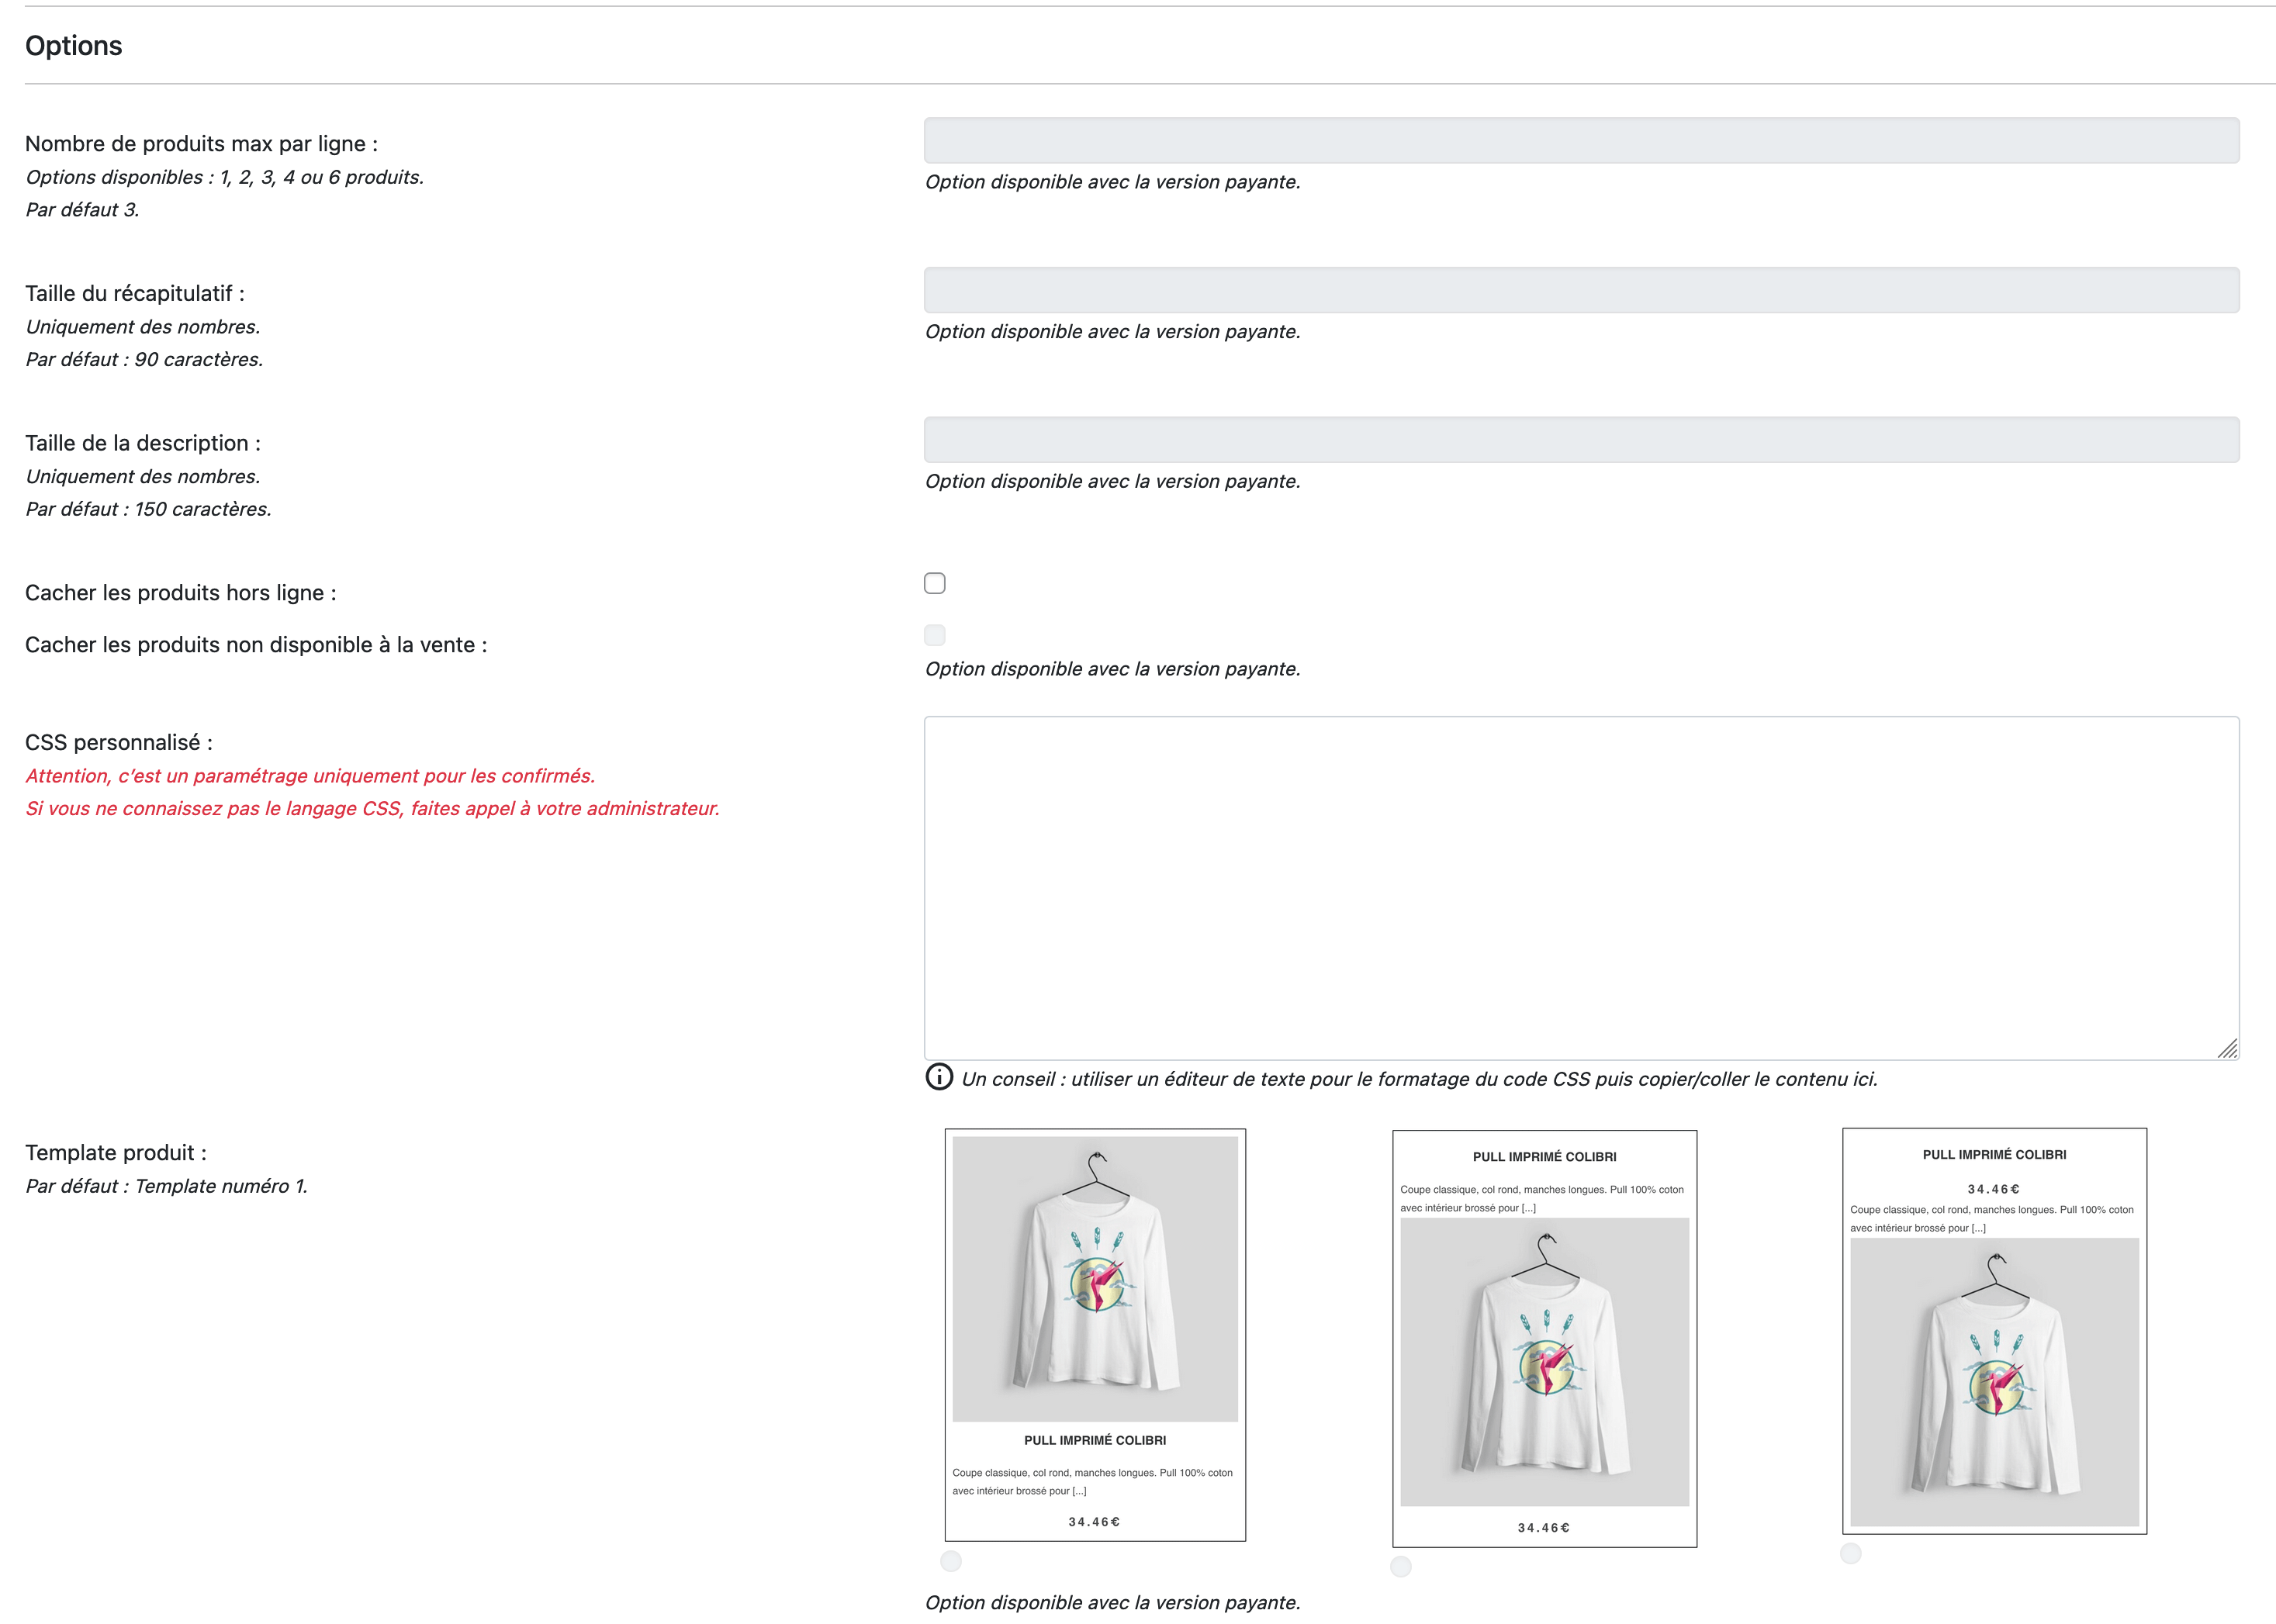 Options
Nombre de produits max par ligne :
Options disponibles : 1, 2, 3, 4 ou 6 produits.
Par défaut 3.
Option disponible avec la version payante.
Taille du récapitulatif :
Uniquement des nombres.
Par défaut : 90 caractères.
Option disponible avec la version payante.
Taille de la description :
Uniquement des nombres.
Par défaut : 150 caractères.
Option disponible avec la version payante.
Cacher les produits hors ligne :
Cacher les produits non disponible à la vente :
Option disponible avec la version payante.
CSS personnalisé :
Attention, c’est un paramétrage uniquement pour les confirmés.
Si vous ne connaissez pas le langage CSS, faites appel à votre administrateur.
Un conseil : utiliser un éditeur de texte pour le formatage du code CSS puis copier/coller le contenu ici.
Template produit :
Par défaut : Template numéro 1.
PULL IMPRIMÉ COLIBRI
Coupe classique, col rond, manches longues. Pull 100% coton
avec intérieur brossé pour [...]
34.46€
PULL IMPRIMÉ COLIBRI
Coupe classique, col rond, manches longues. Pull 100% coton
avec intérieur brossé pour [...]
34.46€
PULL IMPRIMÉ COLIBRI
34.46€
Coupe classique, col rond, manches longues. Pull 100% coton
avec intérieur brossé pour [...]
Option disponible avec la version payante.